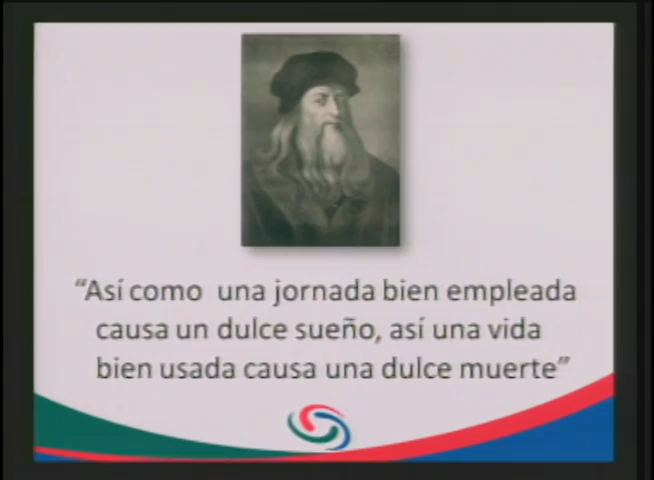 “Así como una jornada bien empleada
causa un dulce sueño, así una vida
bien usada causa una dulce muerte”